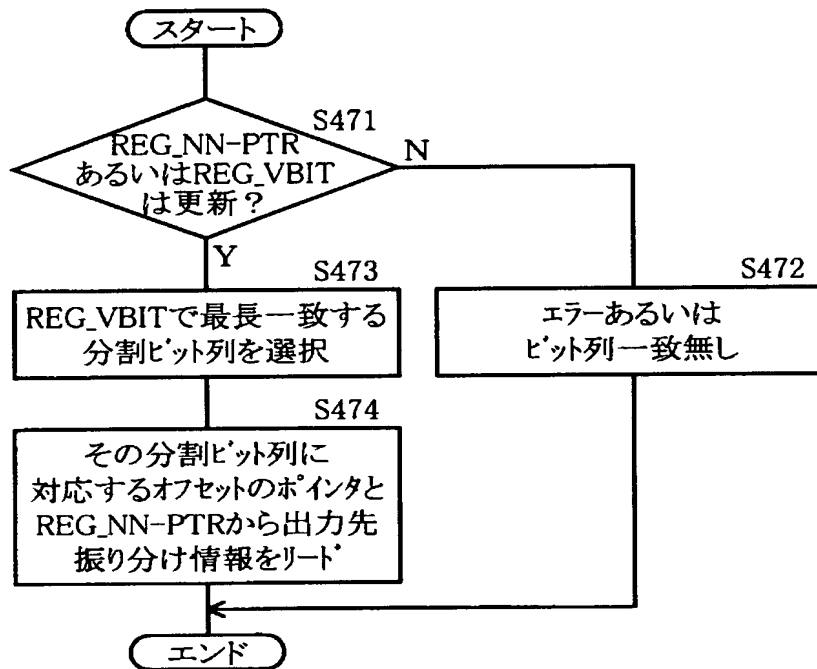 スタート
S471
REG_NN-PTR
あるいはREG_VBIT
は更新？
N
Y
S473
REG_VBITで最長一致する
分割ﾋﾞｯﾄ列を選択
S472
エラーあるいは
ﾋﾞｯﾄ列一致無し
S474
その分割ﾋﾞｯﾄ列に
対応するオフセットのﾎﾟインタと
REG_NN-PTRから出力先
振り分け情報をリーﾄﾞ
エンド